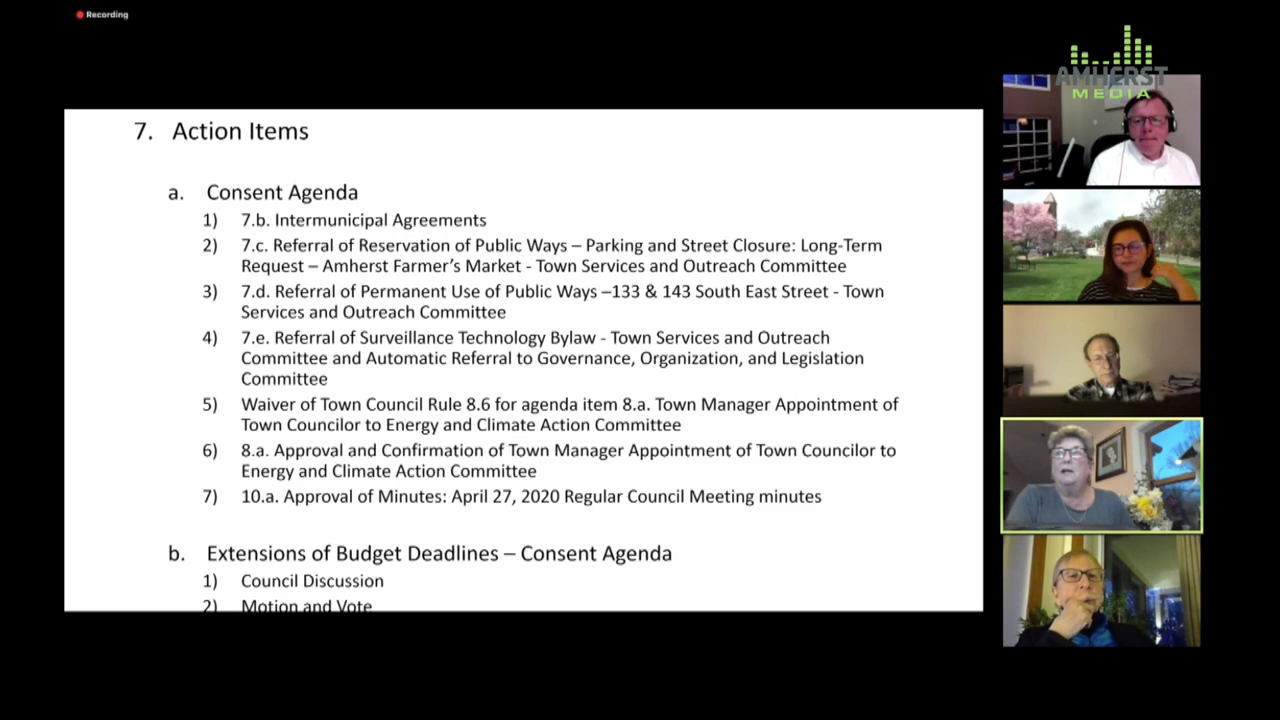 Recording
AMHERST
MEDIA
7. Action Items
a. Consent Agenda
1) 7.b. Intermunicipal Agreements
2) 7.c. Referral of Reservation of Public Ways – Parking and Street Closure: Long-Term
Request – Amherst Farmer’s Market - Town Services and Outreach Committee
3) 7.d. Referral of Permanent Use of Public Ways –133 & 143 South East Street - Town
Services and Outreach Committee
4) 7.e. Referral of Surveillance Technology Bylaw - Town Services and Outreach
Committee and Automatic Referral to Governance, Organization, and Legislation
Committee
5) Waiver of Town Council Rule 8.6 for agenda item 8.a. Town Manager Appointment of
Town Councilor to Energy and Climate Action Committee
6) 8.a. Approval and Confirmation of Town Manager Appointment of Town Councilor to
Energy and Climate Action Committee
7) 10.a. Approval of Minutes: April 27, 2020 Regular Council Meeting minutes
b. Extensions of Budget Deadlines – Consent Agenda
1) Council Discussion
2) Motion and Vote